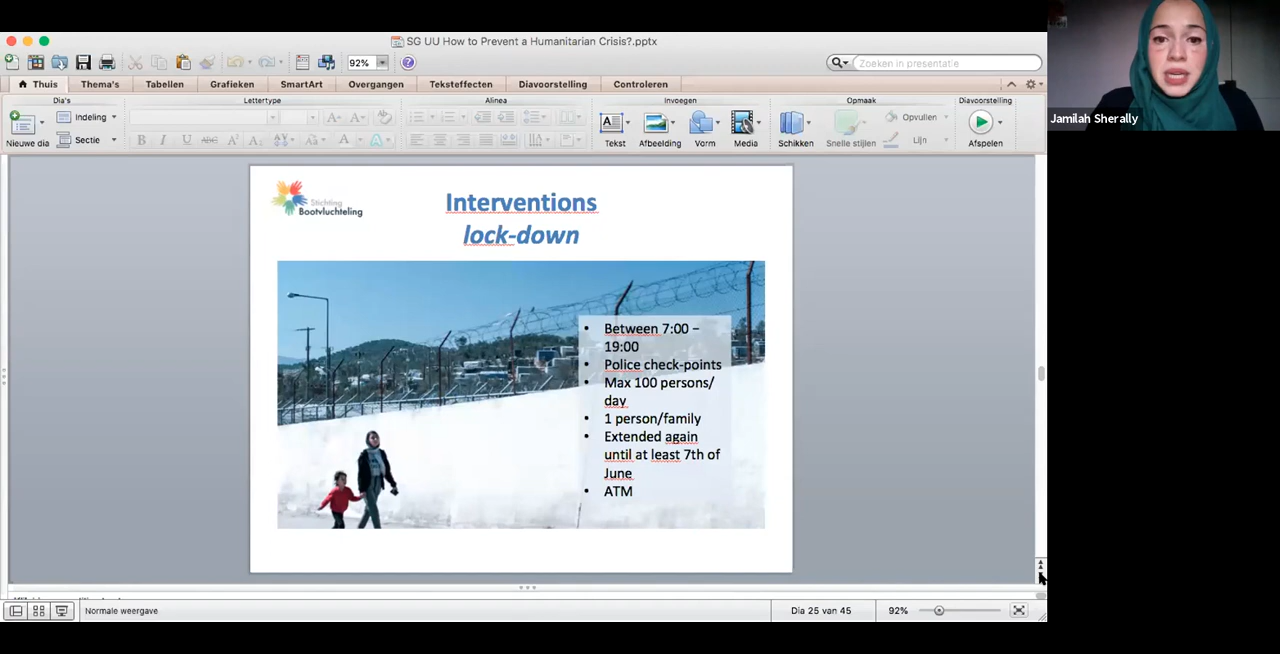 SG UU How to Prevent a Humanitarian Crisis?.pptx
92%
Zoeken in presentatie
Thuis
Thema's
Tabellen
Grafieken
SmartArt
Overgangen
Teksteffecten
Diavoorstelling
Controleren
Dia's
Lettertype
Alinea
Invoegen
Opmaak
Diavoorstelling
Nieuwe dia
Indeling
Sectie
Tekst
Afbeelding
Vorm
Media
Schikken
Snelle stijlen
Opvullen
Lijn
Afspelen
Jamilah Sherally
Stichting
Bootvluchteling
Interventions
lock-down
• Between 7:00 –
19:00
• Police check-points
• Max 100 persons/
day
• 1 person/family
• Extended again
until at least 7th of
June
• ATM
Normale weergave
Dia 25 van 45
92%